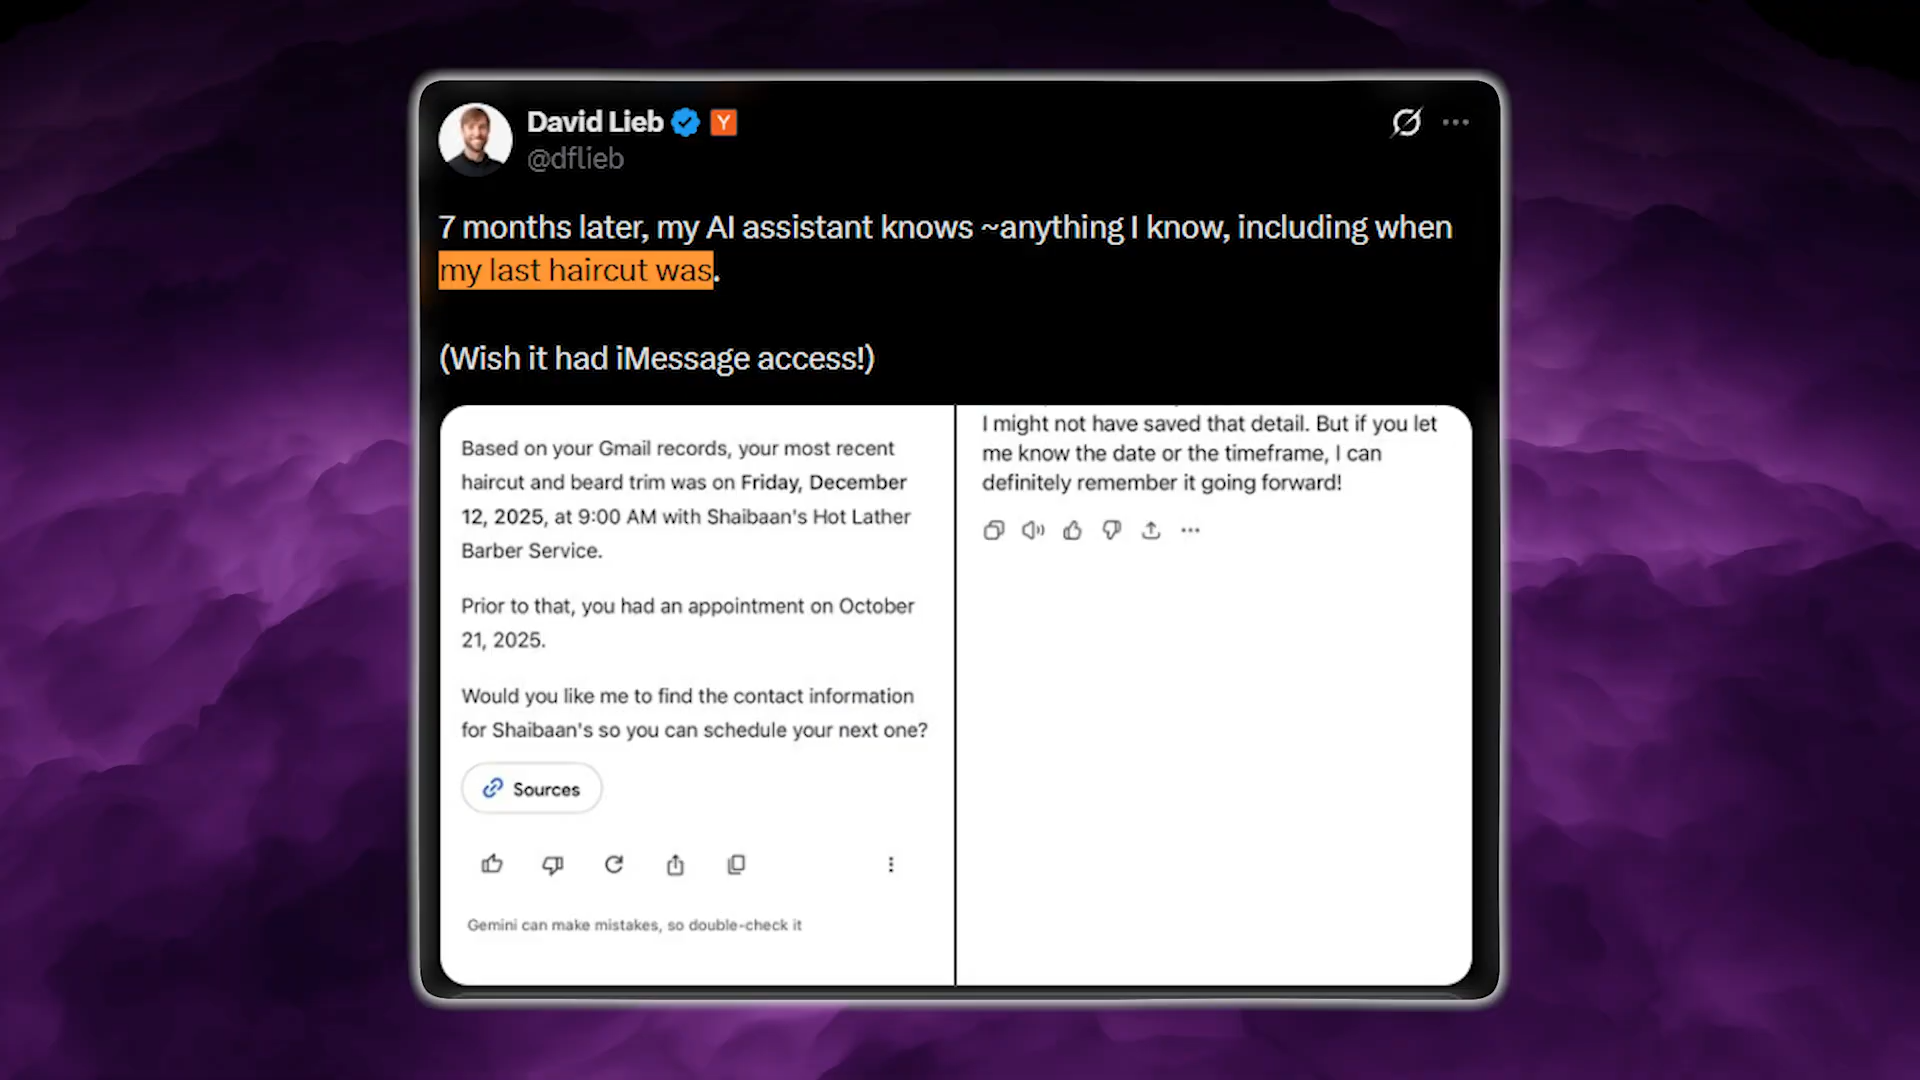 David Lieb
Y
@dflieb
7 months later, my AI assistant knows ~anything I know, including when
my last haircut was.
(Wish it had iMessage access!)
Based on your Gmail records, your most recent
haircut and beard trim was on Friday, December
12, 2025, at 9:00 AM with Shaibaan's Hot Lather
Barber Service.
Prior to that, you had an appointment on October
21, 2025.
Would you like me to find the contact information
for Shaibaan's so you can schedule your next one?
Sources
Gemini can make mistakes, so double-check it
I might not have saved that detail. But if you let
me know the date or the timeframe, I can
definitely remember it going forward!